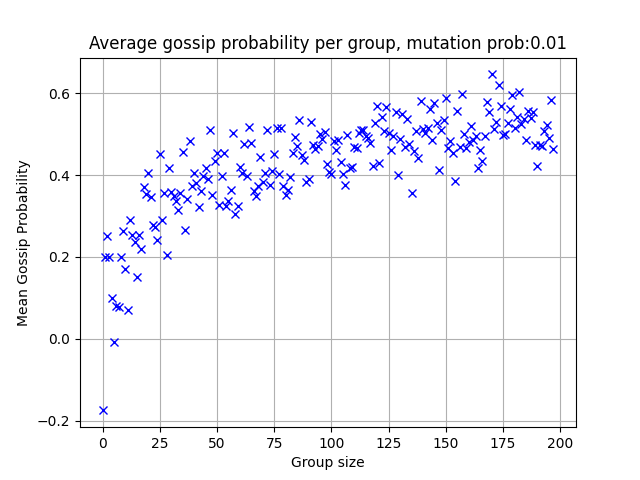 Average gossip probability per group, mutation prob:0.01
Mean Gossip Probability
0.6
0.4
0.2
0.0
−0.2
0 25 50 75 100 125 150 175 200
Group size